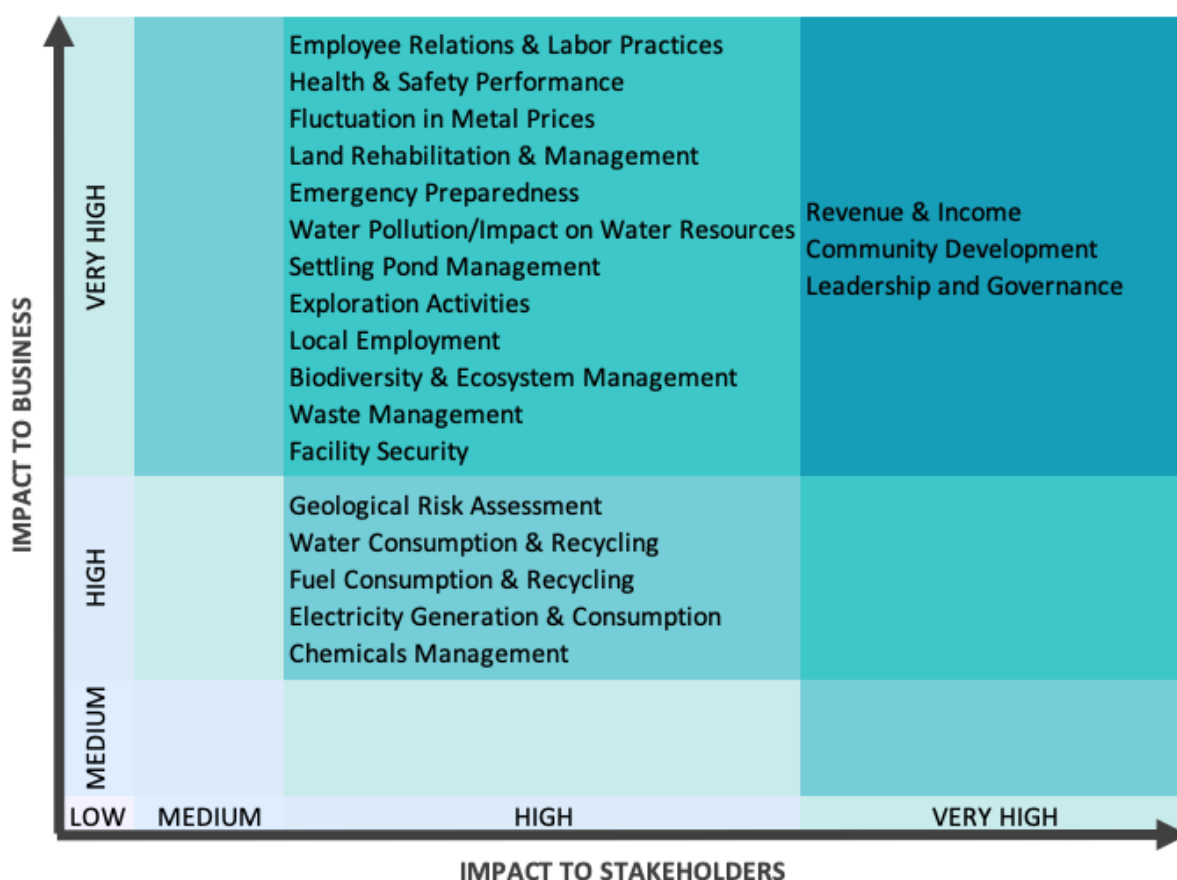 IMPACT TO BUSINESS
VERY HIGH
Employee Relations & Labor Practices
Health & Safety Performance
Fluctuation in Metal Prices
Land Rehabilitation & Management
Emergency Preparedness
Water Pollution/Impact on Water Resources
Settling Pond Management
Exploration Activities
Local Employment
Biodiversity & Ecosystem Management
Waste Management
Facility Security
Revenue & Income
Community Development
Leadership and Governance
HIGH
Geological Risk Assessment
Water Consumption & Recycling
Fuel Consumption & Recycling
Electricity Generation & Consumption
Chemicals Management
MEDIUM
LOW
MEDIUM
HIGH
VERY HIGH
IMPACT TO STAKEHOLDERS